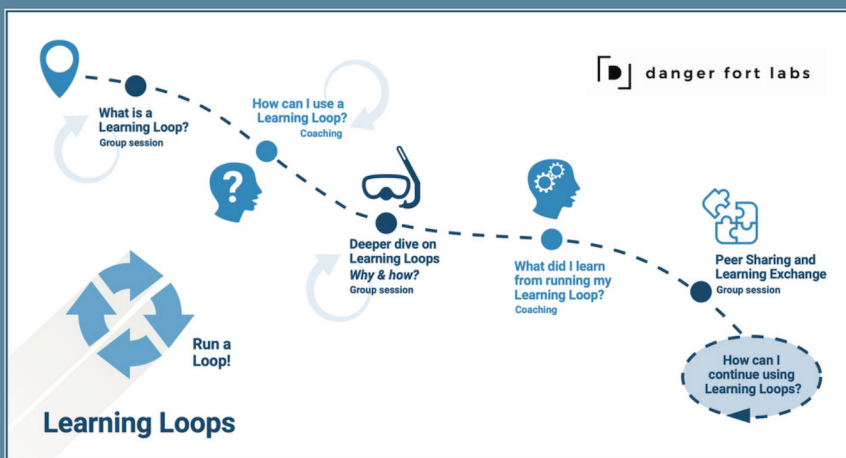 danger fort labs
What is a
Learning Loop?
Group session
How can I use a
Learning Loop?
Coaching
?
Deeper dive on
Learning Loops
Why & how?
Group session
What did I learn
from running my
Learning Loop?
Coaching
Peer Sharing and
Learning Exchange
Group session
How can I
continue using
Learning Loops?
Run a
Loop!
Learning Loops